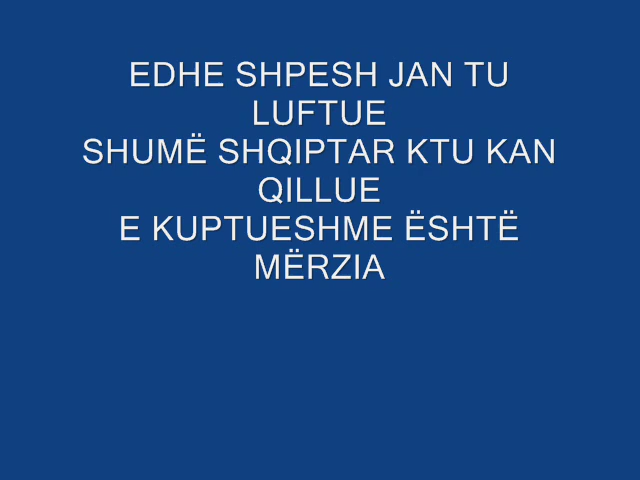 EDHE SHPESH JAN TU
LUFTUE
SHUMË SHQIPTAR KTU KAN
QILLUE
E KUPTUESHME ËSHTË
MËRZIA